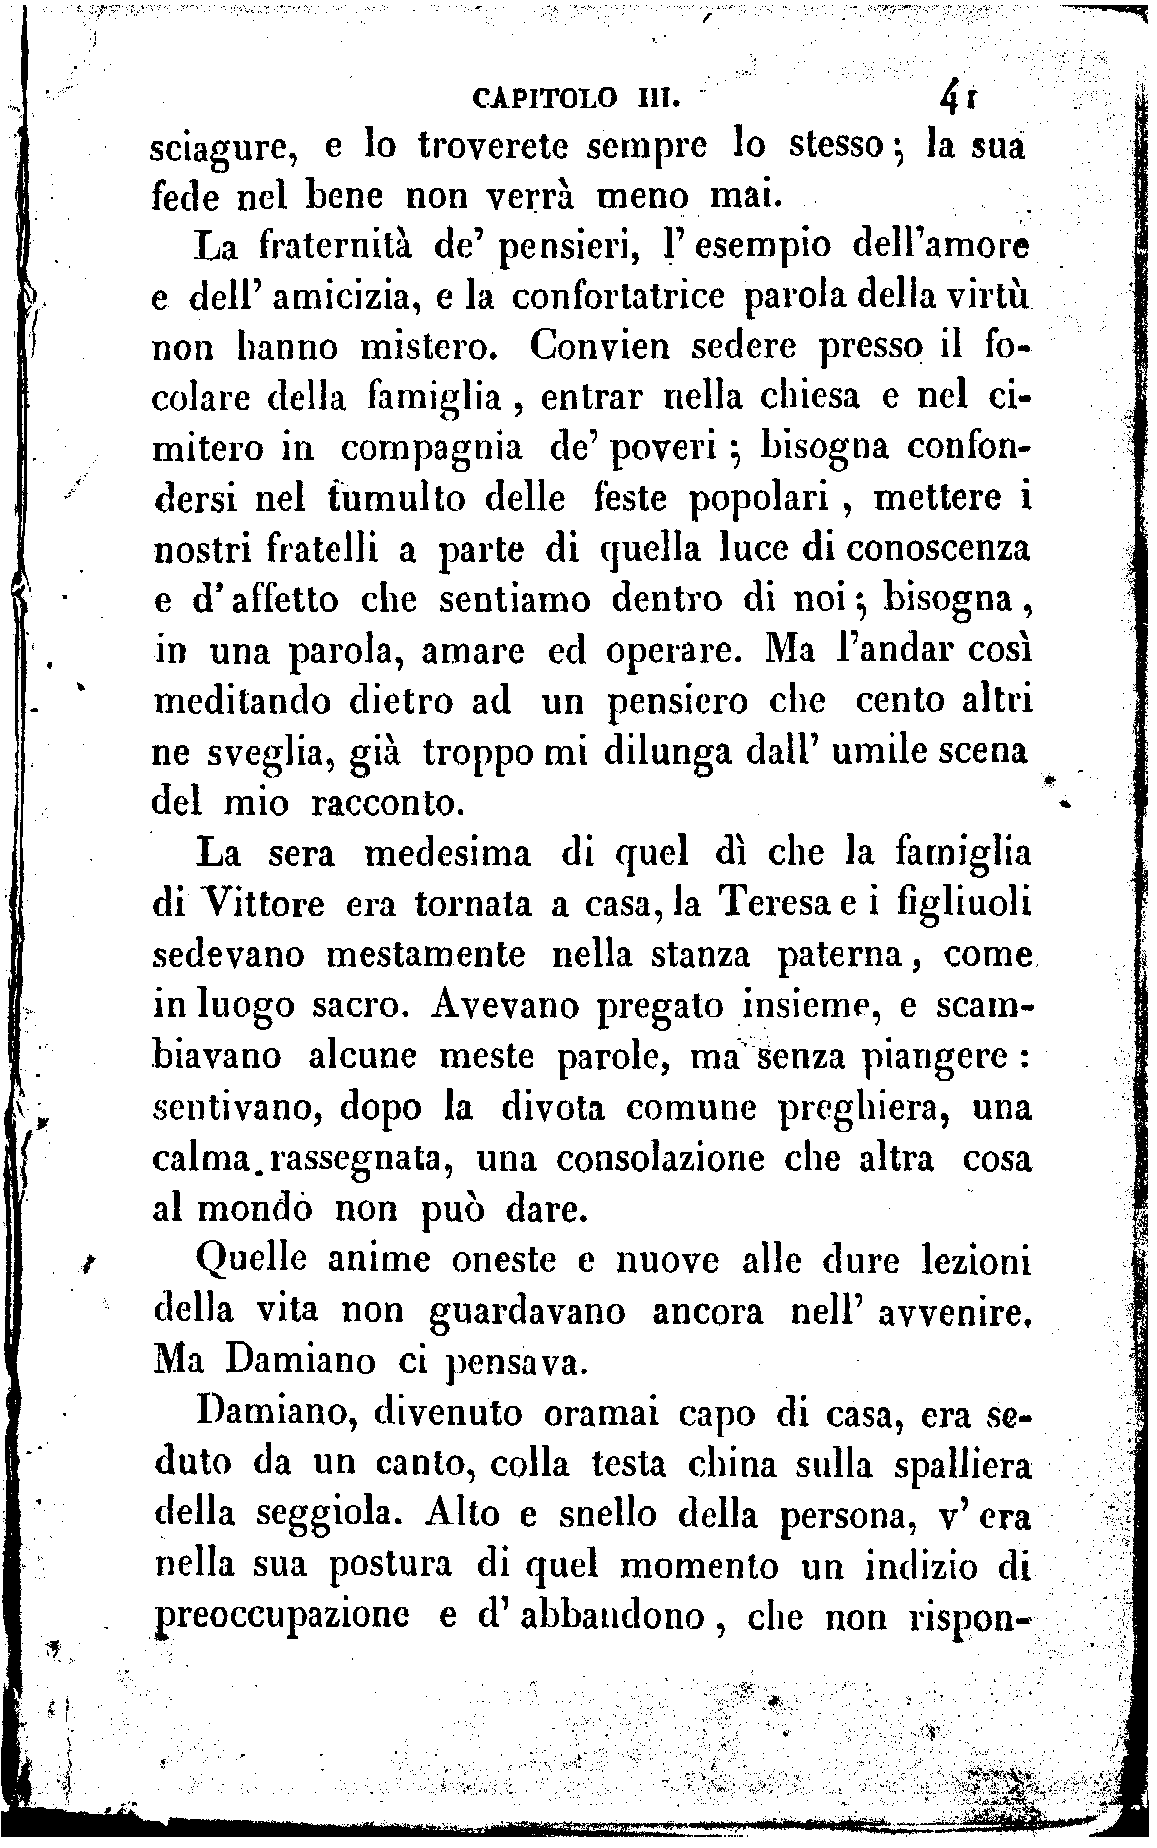 CAPITOLO III. 41
sciagure, e lo troverete sempre lo stesso; la sua
fede nel bene non verrà meno mai.
La fraternità de' pensieri, l' esempio dell'amore
e dell' amicizia, e la confortatrice parola della virtù
non hanno mistero. Convien sedere presso il fo-
colare della famiglia, entrar nella chiesa e nel ci-
mitero in compagnia de' poveri; bisogna confon-
dersi nel tumulto delle feste popolari, mettere i
nostri fratelli a parte di quella luce di conoscenza
e d'affetto che sentiamo dentro di noi; bisogna,
in una parola, amare ed operare. Ma l'andar così
meditando dietro ad un pensiero che cento altri
ne sveglia, già troppo mi dilunga dall' umile scena
del mio racconto.
La sera medesima di quel dì che la famiglia
di Vittore era tornata a casa, la Teresa e i figliuoli
sedevano mestamente nella stanza paterna, come
in luogo sacro. Avevano pregato insieme, e scam-
biavano alcune meste parole, ma senza piangere:
sentivano, dopo la divota comune preghiera, una
calma rassegnata, una consolazione che altra cosa
al mondo non può dare.
Quelle anime oneste e nuove alle dure lezioni
della vita non guardavano ancora nell' avvenire.
Ma Damiano ci pensava.
Damiano, divenuto oramai capo di casa, era se-
duto da un canto, colla testa china sulla spalliera
della seggiola. Alto e snello della persona, v' era
nella sua postura di quel momento un indizio di
preoccupazione e d' abbandono, che non rispon-